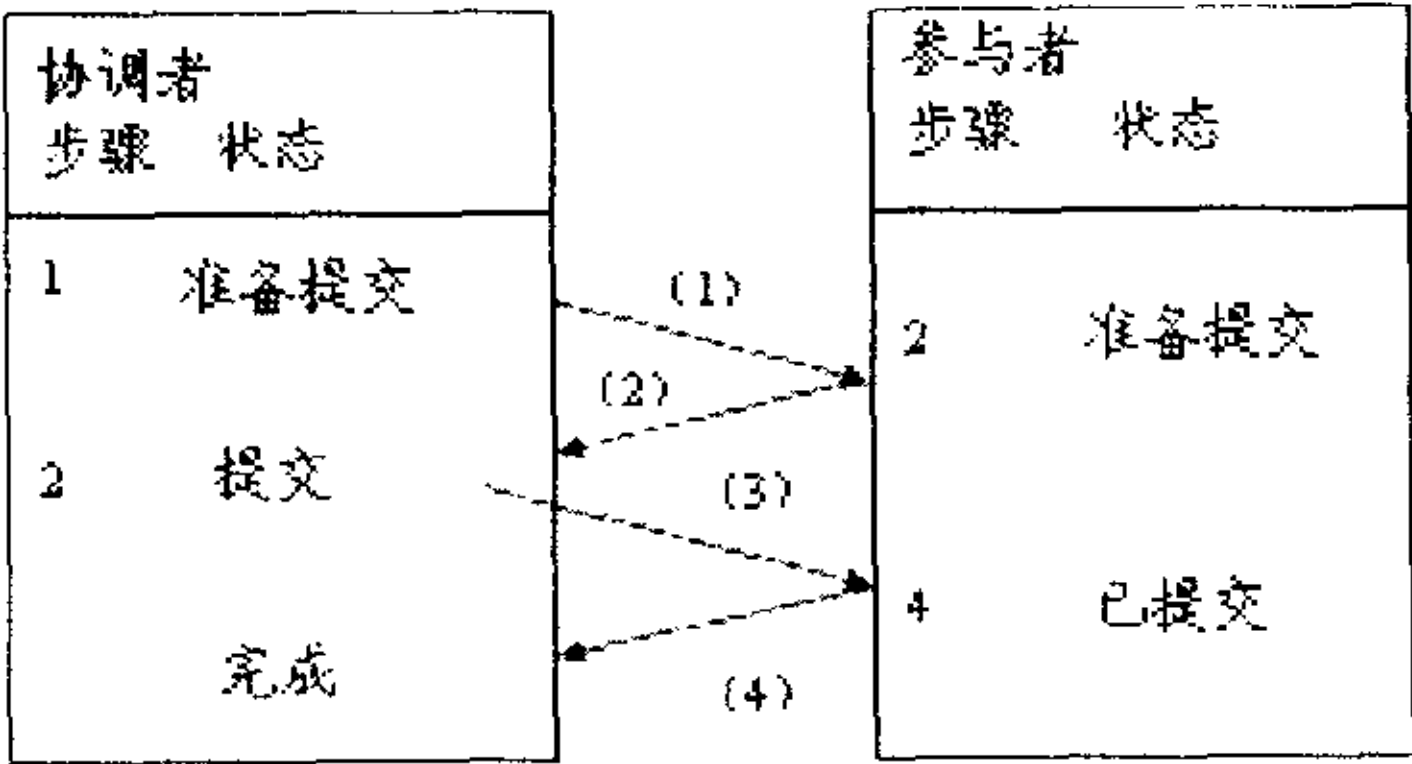 协调者
步骤 状态
1 准备提交
2 提交
完成
(1)
(2)
(3)
(4)
参与者
步骤 状态
2 准备提交
4 已提交